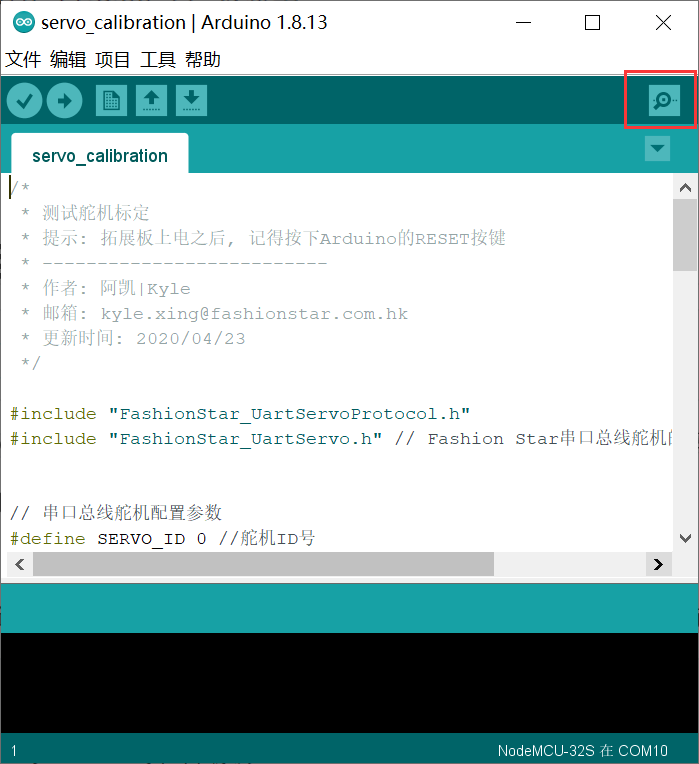 servo_calibration | Arduino 1.8.13
文件 编辑 项目 工具 帮助
servo_calibration
/*
* 测试舵机标定
* 提示: 拓展板上电之后, 记得按下Arduino的RESET按键
* --------------------------
* 作者: 阿凯|Kyle
* 邮箱: kyle.xing@fashionstar.com.hk
* 更新时间: 2020/04/23
*/
#include "FashionStar_UartServoProtocol.h"
#include "FashionStar_UartServo.h" // Fashion Star串口总线舵机的
// 串口总线舵机配置参数
#define SERVO_ID 0 //舵机ID号
1
NodeMCU-32S 在 COM10